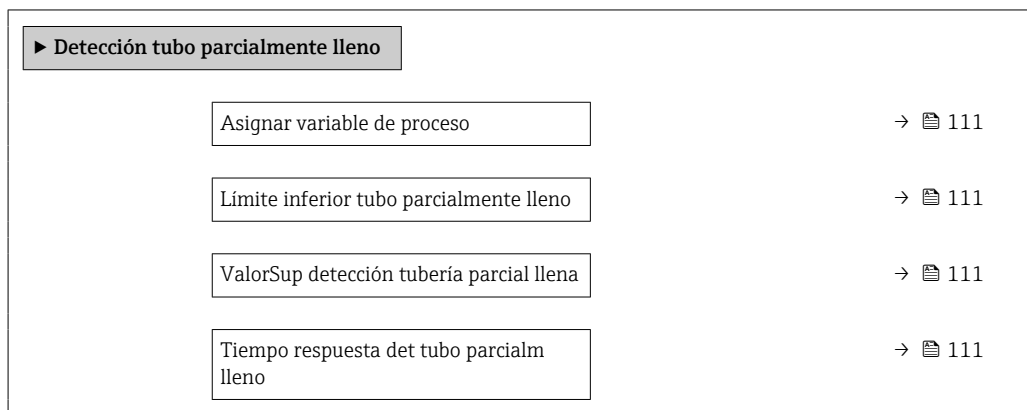 ► Detección tubo parcialmente lleno
Asignar variable de proceso → 111
Límite inferior tubo parcialmente lleno → 111
ValorSup detección tubería parcial llena → 111
Tiempo respuesta det tubo parcialm → 111
lleno